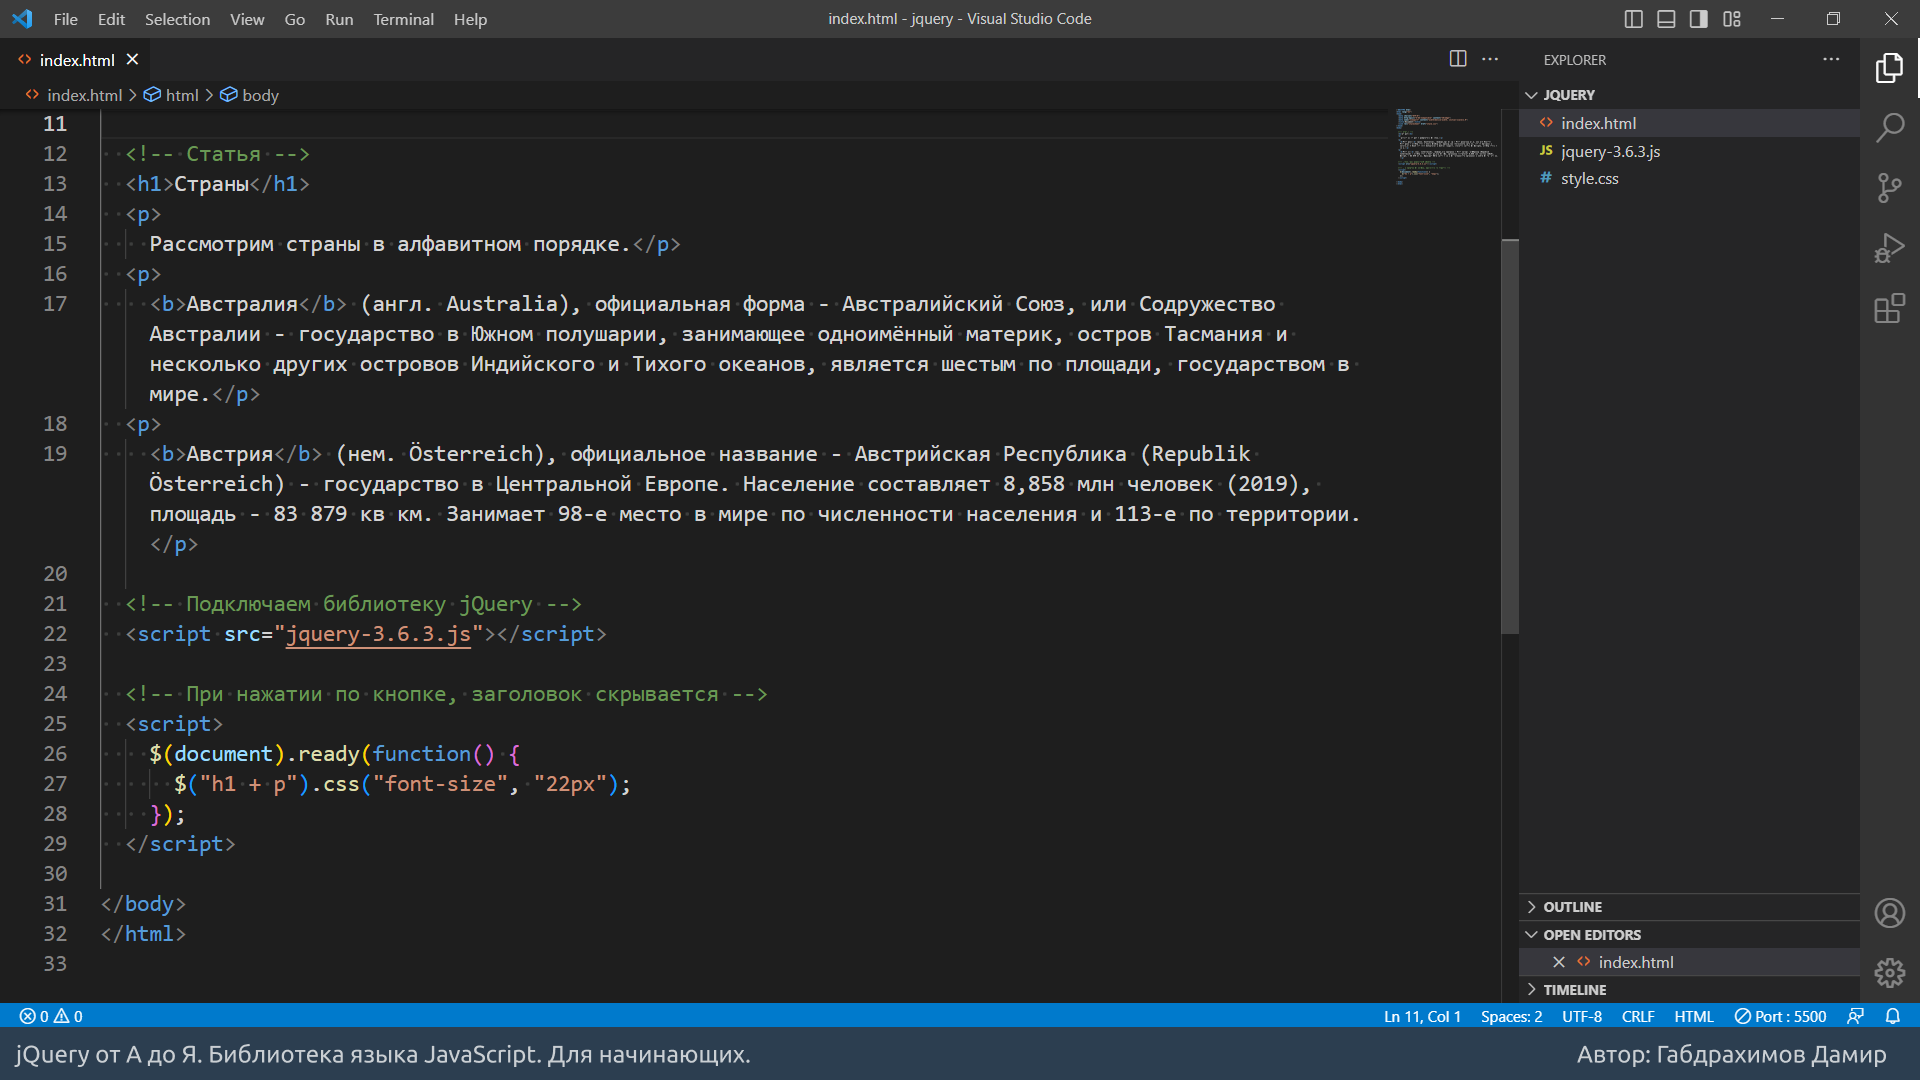 File Edit Selection View Go Run Terminal Help
index.html - jquery - Visual Studio Code
index.html
index.html > html > body
11
12 <!-- Статья -->
13 <h1>Страны</h1>
14 <p>
15 Рассмотрим страны в алфавитном порядке.</p>
16 <p>
17 <b>Австралия</b> (англ. Australia), официальная форма - Австралийский Союз, или Содружество
Австралии - государство в Южном полушарии, занимающее одноимённый материк, остров Тасмания и
несколько других островов Индийского и Тихого океанов, является шестым по площади, государством в
мире.</p>
18 <p>
19 <b>Австрия</b> (нем. Österreich), официальное название - Австрийская Республика (Republik
Österreich) - государство в Центральной Европе. Население составляет 8,858 млн человек (2019),
площадь - 83 879 кв км. Занимает 98-е место в мире по численности населения и 113-е по территории.
</p>
20
21 <!-- Подключаем библиотеку jQuery -->
22 <script src="jquery-3.6.3.js"></script>
23
24 <!-- При нажатии по кнопке, заголовок скрывается -->
25 <script>
26 $(document).ready(function() {
27 $("h1 + p").css("font-size", "22px");
28 });
29 </script>
30
31 </body>
32 </html>
33
EXPLORER
JQUERY
index.html
JS jquery-3.6.3.js
# style.css
OUTLINE
OPEN EDITORS
index.html
TIMELINE
0 0
Ln 11, Col 1 Spaces: 2 UTF-8 CRLF HTML Port : 5500
jQuery от А до Я. Библиотека языка JavaScript. Для начинающих.
Автор: Габдрахимов Дамир